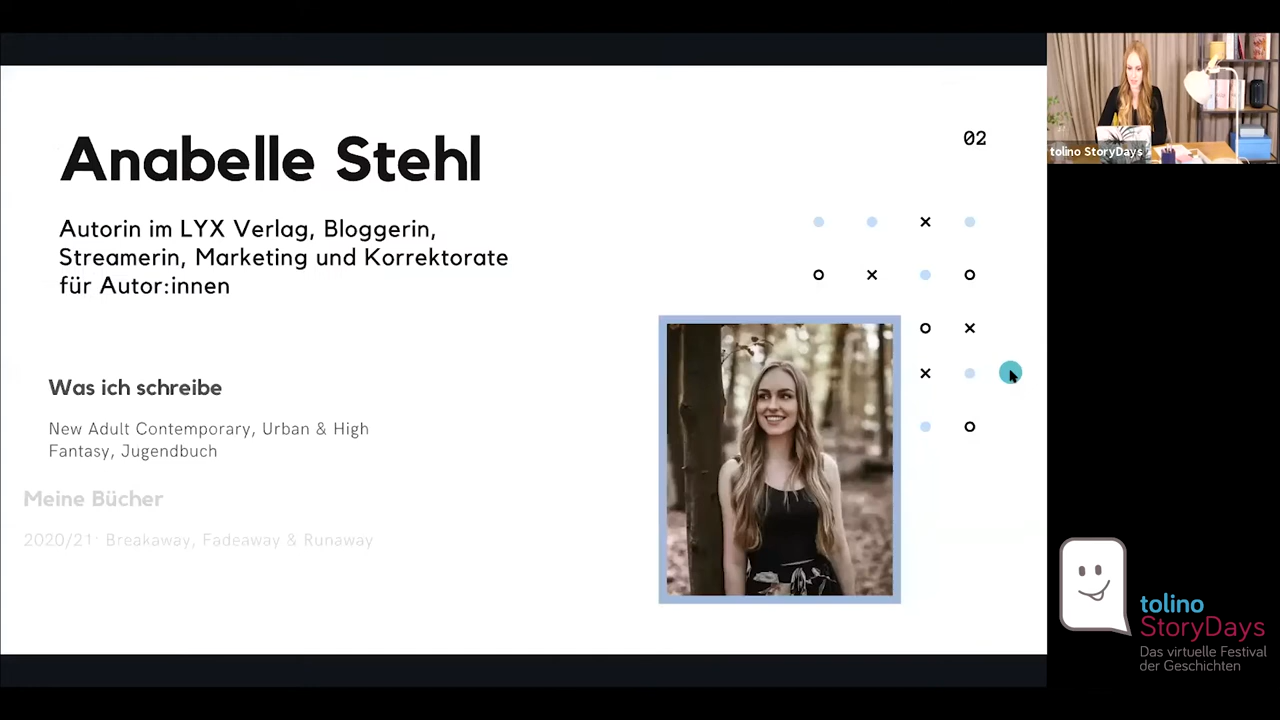 Anabelle Stehl
02
Autorin im LYX Verlag, Bloggerin,
Streamerin, Marketing und Korrektorate
für Autor:innen
Was ich schreibe
New Adult Contemporary, Urban & High
Fantasy, Jugendbuch
Meine Bücher
2020/21: Breakaway, Fadeaway & Runaway
tolino StoryDays
tolino
StoryDays
Das virtuelle Festival
der Geschichten